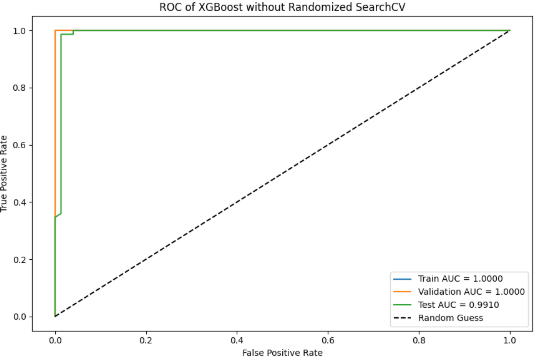 ROC of XGBoost without Randomized SearchCV
True Positive Rate
1.0
0.8
0.6
0.4
0.2
0.0
Train AUC = 1.0000
Validation AUC = 1.0000
Test AUC = 0.9910
Random Guess
0.0 0.2 0.4 0.6 0.8 1.0
False Positive Rate